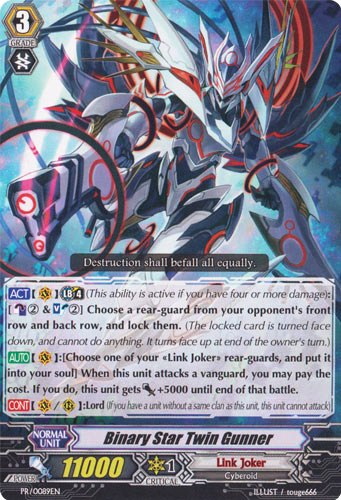 3
GRADE
Destruction shall befall all equally.
ACT [ ] LB 4 (This ability is active if you have four or more damage):
[ ② & ②] Choose a rear-guard from your opponent's front
row and back row, and lock them. (The locked card is turned face
down, and cannot do anything. It turns face up at the end of the owner's turn.)
AUTO [ ]:[Choose one of your «Link Joker» rear-guards, and put it
into your soul] When this unit attacks a vanguard, you may pay the
cost. If you do, this unit gets +5000 until end of that battle.
CONT [ / ]:Lord (If you have a unit without a same clan as this unit, this unit cannot attack)
NORMAL
UNIT
Binary Star Twin Gunner
POWER
11000
1
CRITICAL
Link Joker
Cyberoid
PR/0089EN
ILLUST / touge666